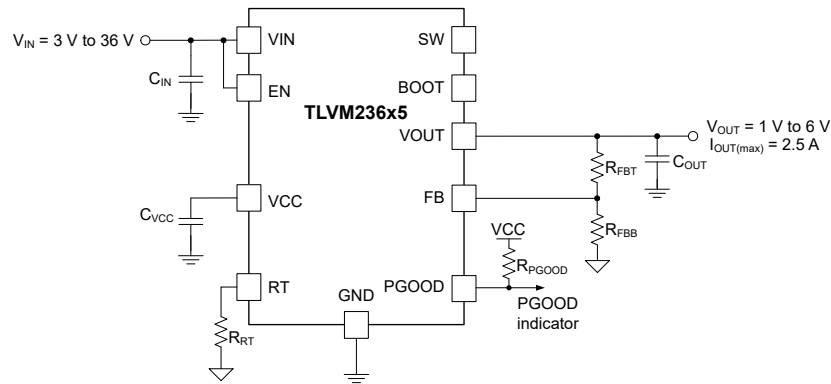 V_IN = 3 V to 36 V
VIN
SW
C_IN
EN
BOOT
TLVM236x5
VOUT
V_OUT = 1 V to 6 V
I_OUT(max) = 2.5 A
R_FBT
C_OUT
C_VCC
VCC
FB
R_FBB
VCC
R_PGOOD
RT
GND
PGOOD
PGOOD
indicator
R_RT